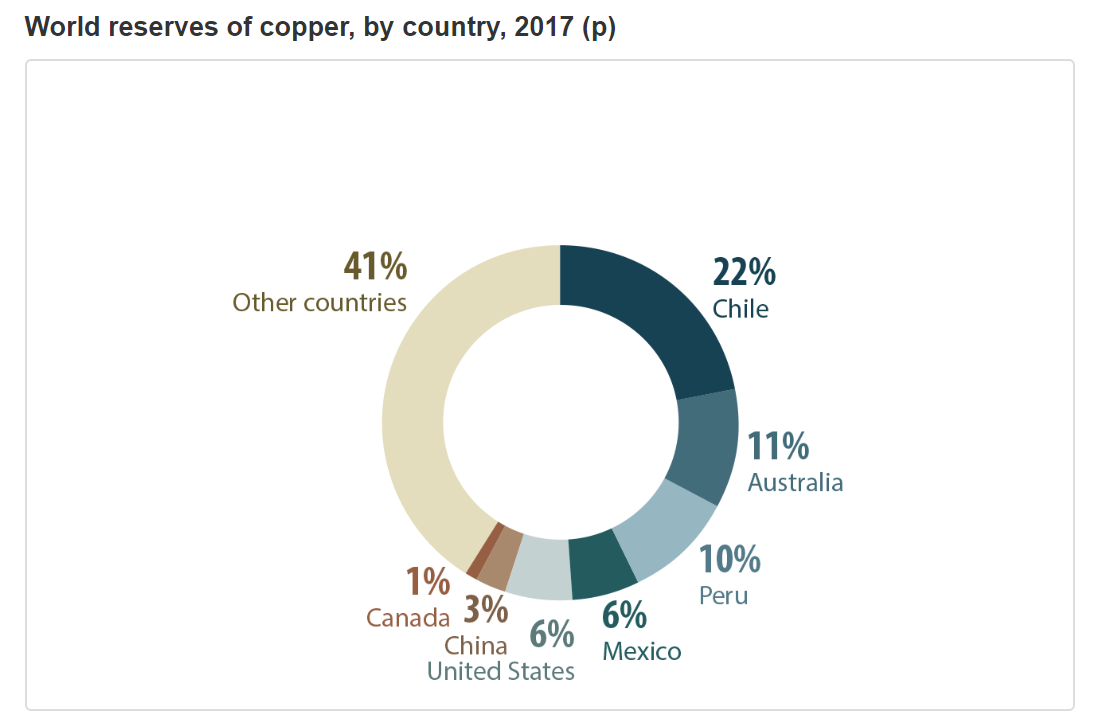 World reserves of copper, by country, 2017 (p)
41%
Other countries
22%
Chile
11%
Australia
10%
Peru
6%
Mexico
6%
United States
3%
China
1%
Canada